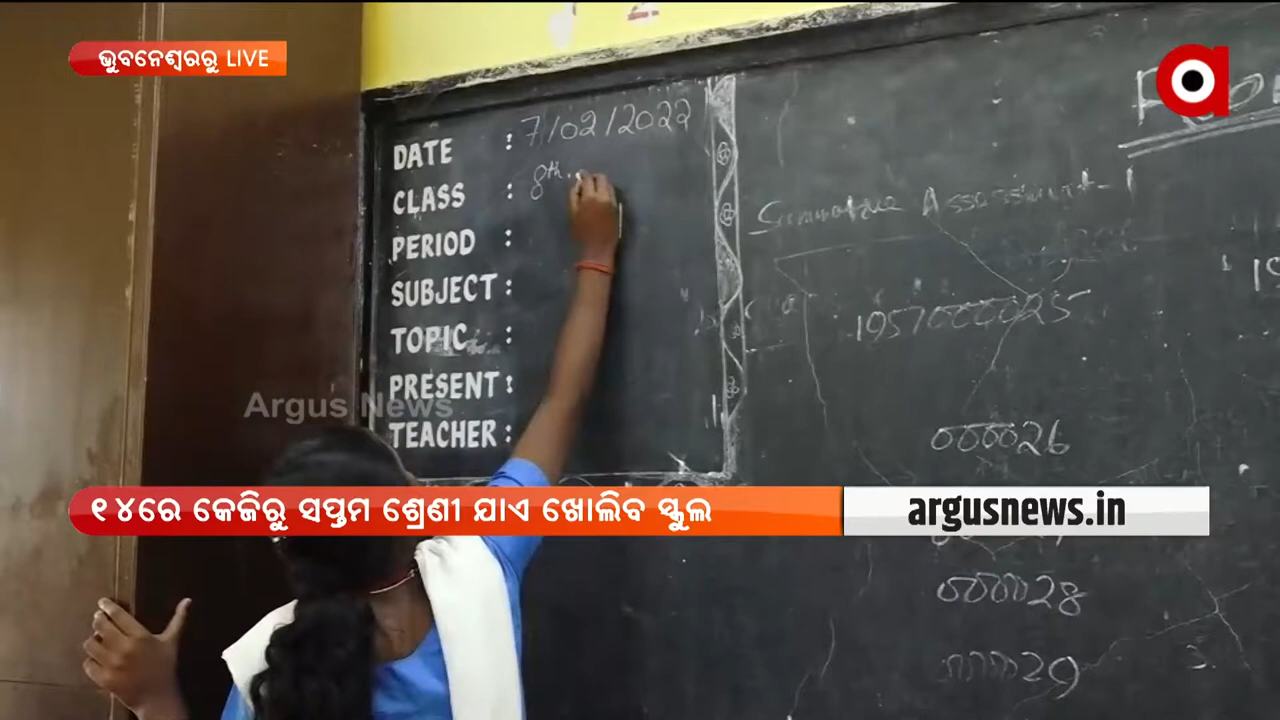 ଭୁବନେଶ୍ୱରରୁ LIVE
DATE : 7/02/2022
CLASS : 8th
PERIOD :
SUBJECT :
TOPIC :
PRESENT :
TEACHER :
Summative Assessment-1
1957000025
000026
000028
29
Argus News
୧୪ରେ କେଜିରୁ ସପ୍ତମ ଶ୍ରେଣୀ ଯାଏ ଖୋଲିବ ସ୍କୁଲ
argusnews.in